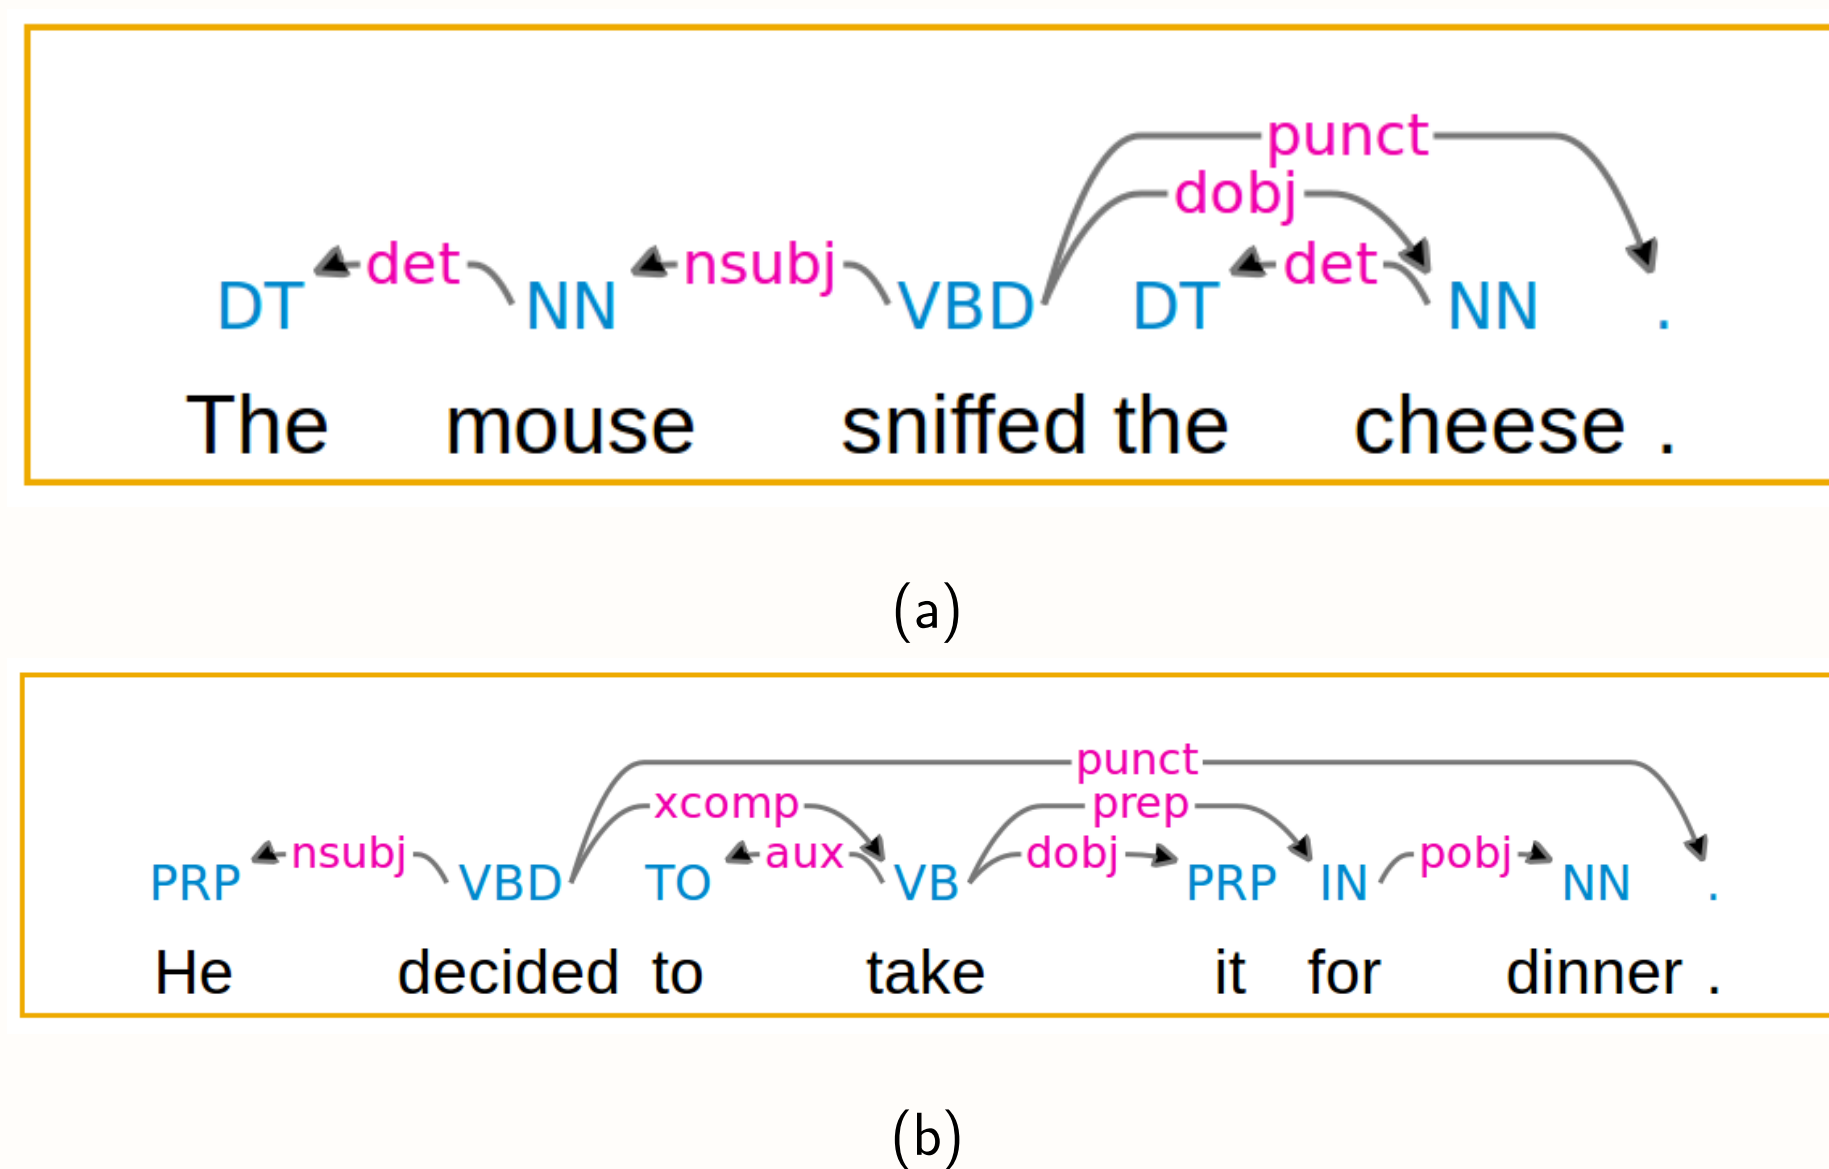 punct
dobj
det nsubj det
DT NN VBD DT NN .
The mouse sniffed the cheese .
(a)
punct
xcomp prep
nsubj aux dobj pobj
PRP VBD TO VB PRP IN NN .
He decided to take it for dinner .
(b)